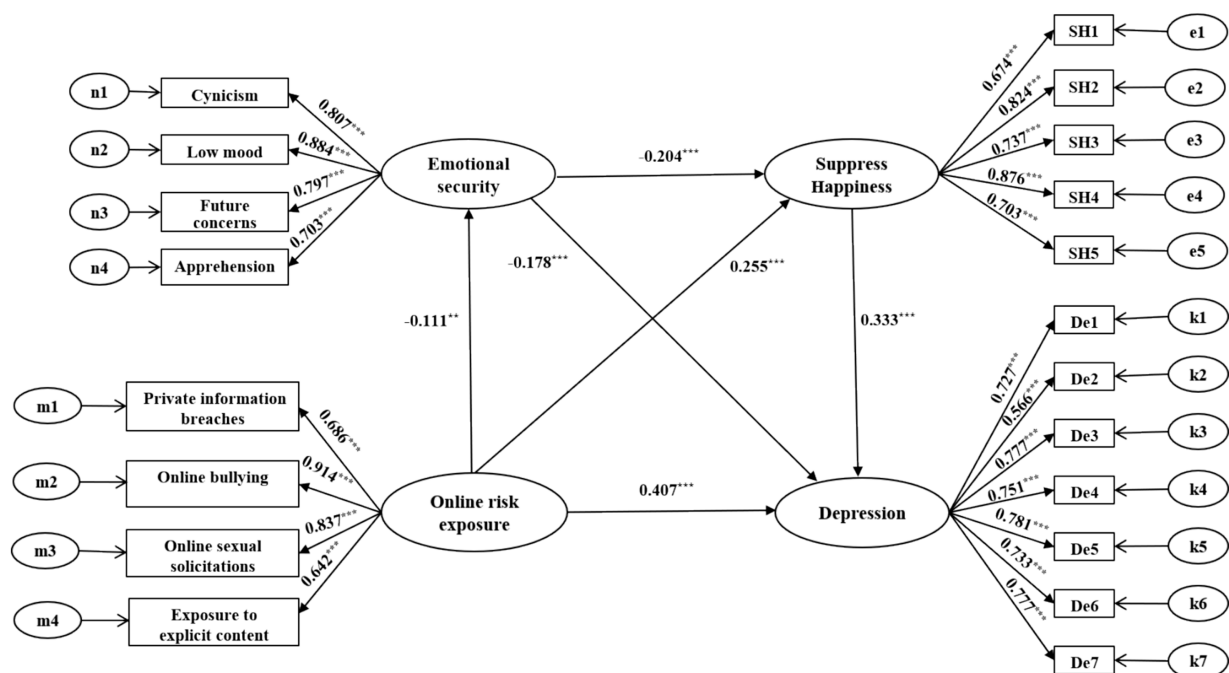 n1
Cynicism
0.807***
n2
Low mood
0.884***
n3
Future
concerns
0.797***
n4
Apprehension
0.703***
Emotional
security
-0.204***
Suppress
Happiness
0.674***
SH1
e1
0.824***
SH2
e2
0.737***
SH3
e3
0.876***
SH4
e4
0.703***
SH5
e5
-0.178***
0.255***
-0.111**
0.333***
m1
Private information
breaches
0.686***
m2
Online bullying
0.914***
m3
Online sexual
solicitations
0.837***
m4
Exposure to
explicit content
0.642***
Online risk
exposure
0.407***
Depression
0.727***
De1
k1
0.566***
De2
k2
0.777***
De3
k3
0.751***
De4
k4
0.781***
De5
k5
0.733***
De6
k6
0.777***
De7
k7